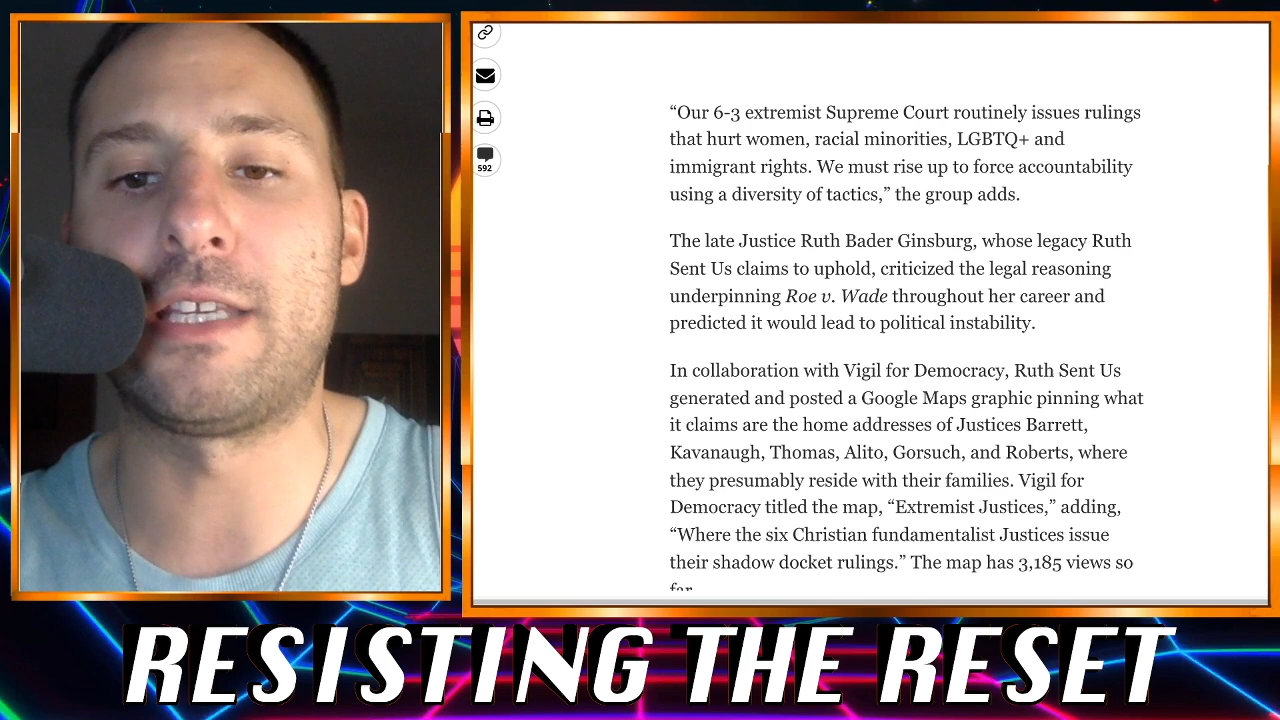 592
“Our 6-3 extremist Supreme Court routinely issues rulings
that hurt women, racial minorities, LGBTQ+ and
immigrant rights. We must rise up to force accountability
using a diversity of tactics,” the group adds.
The late Justice Ruth Bader Ginsburg, whose legacy Ruth
Sent Us claims to uphold, criticized the legal reasoning
underpinning Roe v. Wade throughout her career and
predicted it would lead to political instability.
In collaboration with Vigil for Democracy, Ruth Sent Us
generated and posted a Google Maps graphic pinning what
it claims are the home addresses of Justices Barrett,
Kavanaugh, Thomas, Alito, Gorsuch, and Roberts, where
they presumably reside with their families. Vigil for
Democracy titled the map, “Extremist Justices,” adding,
“Where the six Christian fundamentalist Justices issue
their shadow docket rulings.” The map has 3,185 views so
far
RESISTING THE RESET